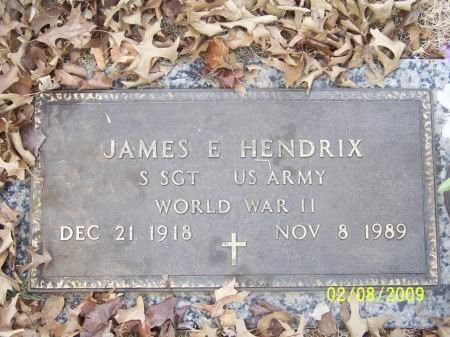 JAMES E HENDRIX
S SGT US ARMY
WORLD WAR II
DEC 21 1918 NOV 8 1989
02/08/2009